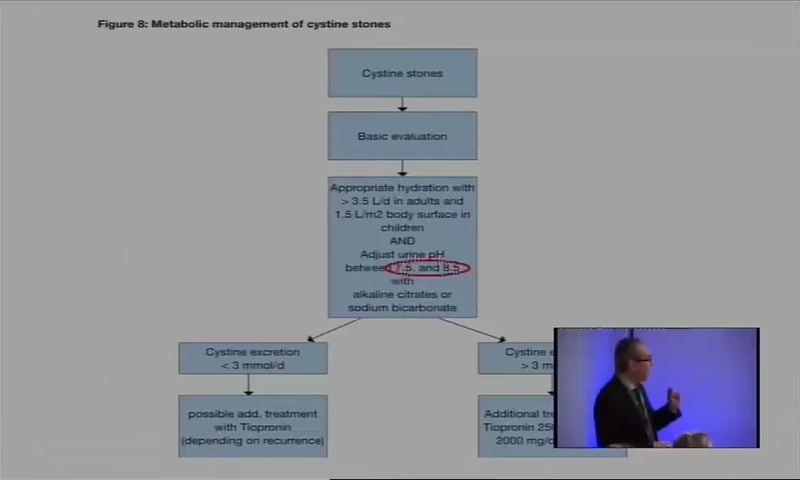 Figure 8: Metabolic management of cystine stones
Cystine stones
Basic evaluation
Appropriate hydration with
> 3.5 L/d in adults and
1.5 L/m2 body surface in
children
AND
Adjust urine pH
between 7.5. and 8.5.
with
alkaline citrates or
sodium bicarbonate
Cystine excretion
< 3 mmol/d
Cystine
> 3
possible add. treatment
with Tiopronin
(depending on recurrence)
Additional
Tiopronin
2000 mg/